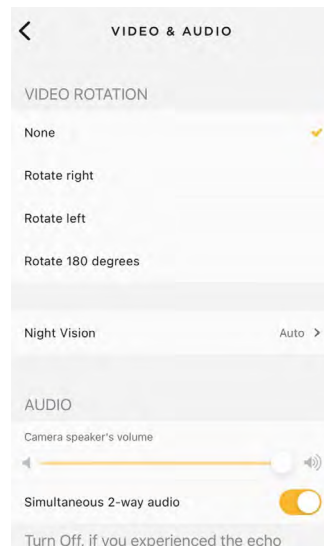 VIDEO & AUDIO
VIDEO ROTATION
None
Rotate right
Rotate left
Rotate 180 degrees
Night Vision
Auto
AUDIO
Camera speaker's volume
Simultaneous 2-way audio
Turn Off, if you experienced the echo